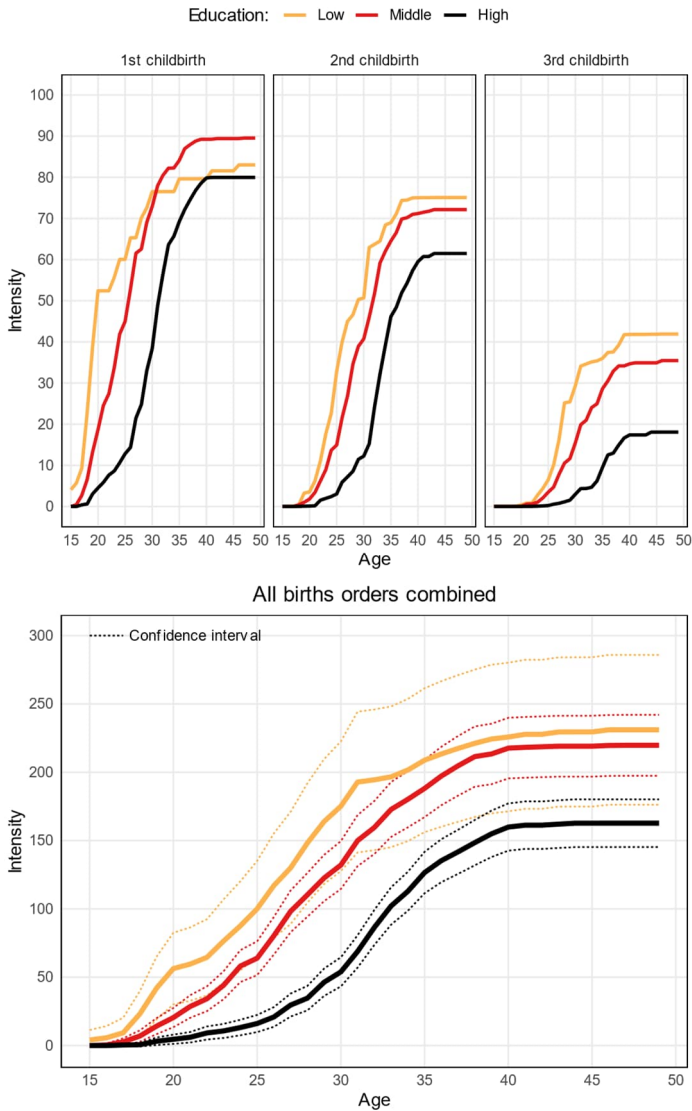 Education: Low Middle High
1st childbirth 2nd childbirth 3rd childbirth
100
90
80
70
60
50
40
30
20
10
0
Intensity
15 20 25 30 35 40 45 50 15 20 25 30 35 40 45 50 15 20 25 30 35 40 45 50
Age Age Age
All births orders combined
Confidence interval
300
250
200
150
100
50
0
Intensity
15 20 25 30 35 40 45 50
Age